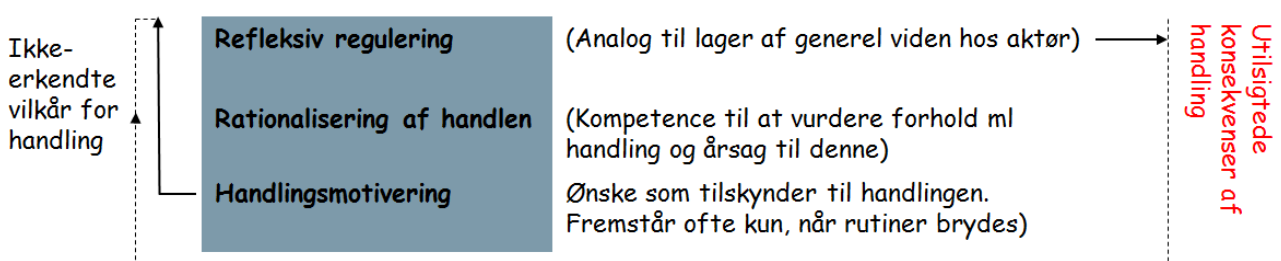 Ikke-
erkendte
vilkår for
handling
Refleksiv regulering
(Analog til lager af generel viden hos aktør)
Rationalisering af handlen
(Kompetence til at vurdere forhold ml
handling og årsag til denne)
Handlingsmotivering
Ønske som tilskynder til handlingen.
Fremstår ofte kun, når rutiner brydes)
Utilsigtede
konsekvenser af
handling